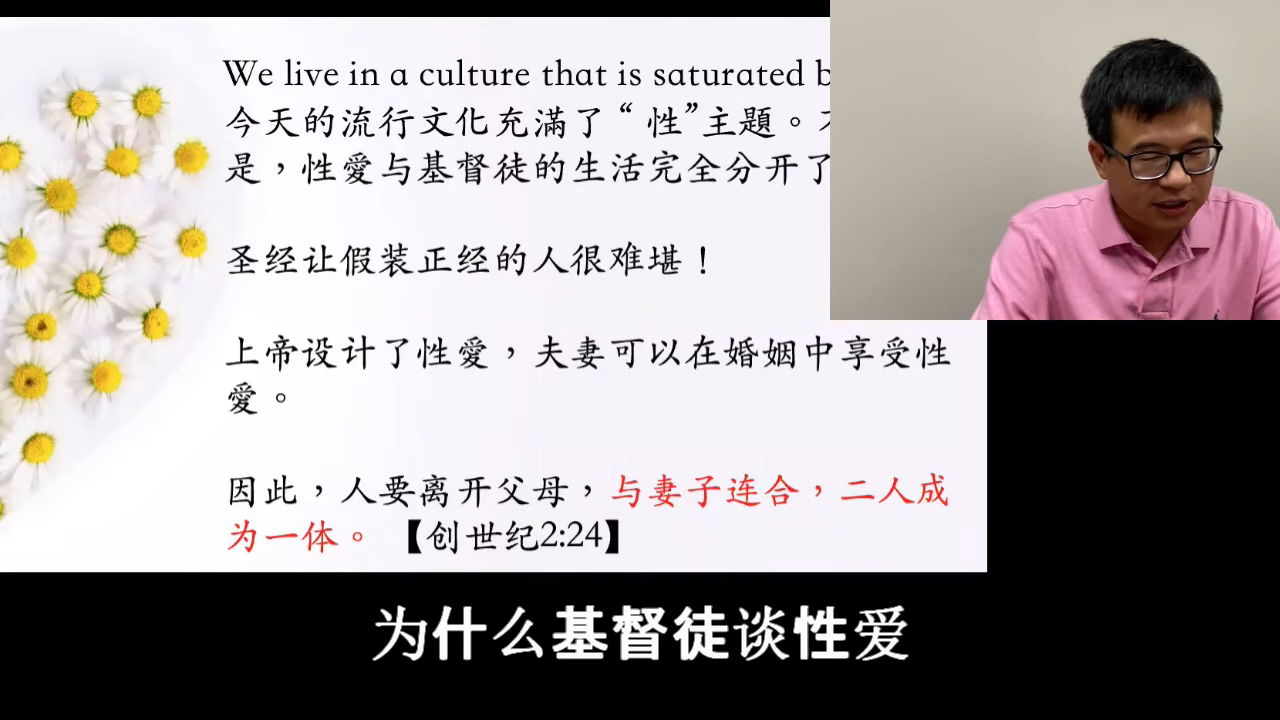 We live in a culture that is saturated
今天的流行文化充滿了“性”主題。
是，性愛与基督徒的生活完全分开了
圣经让假装正经的人很难堪！
上帝设计了性愛，夫妻可以在婚姻中享受性
愛。
因此，人要离开父母，与妻子连合，二人成
为一体。【创世纪2:24】
为什么基督徒谈性爱